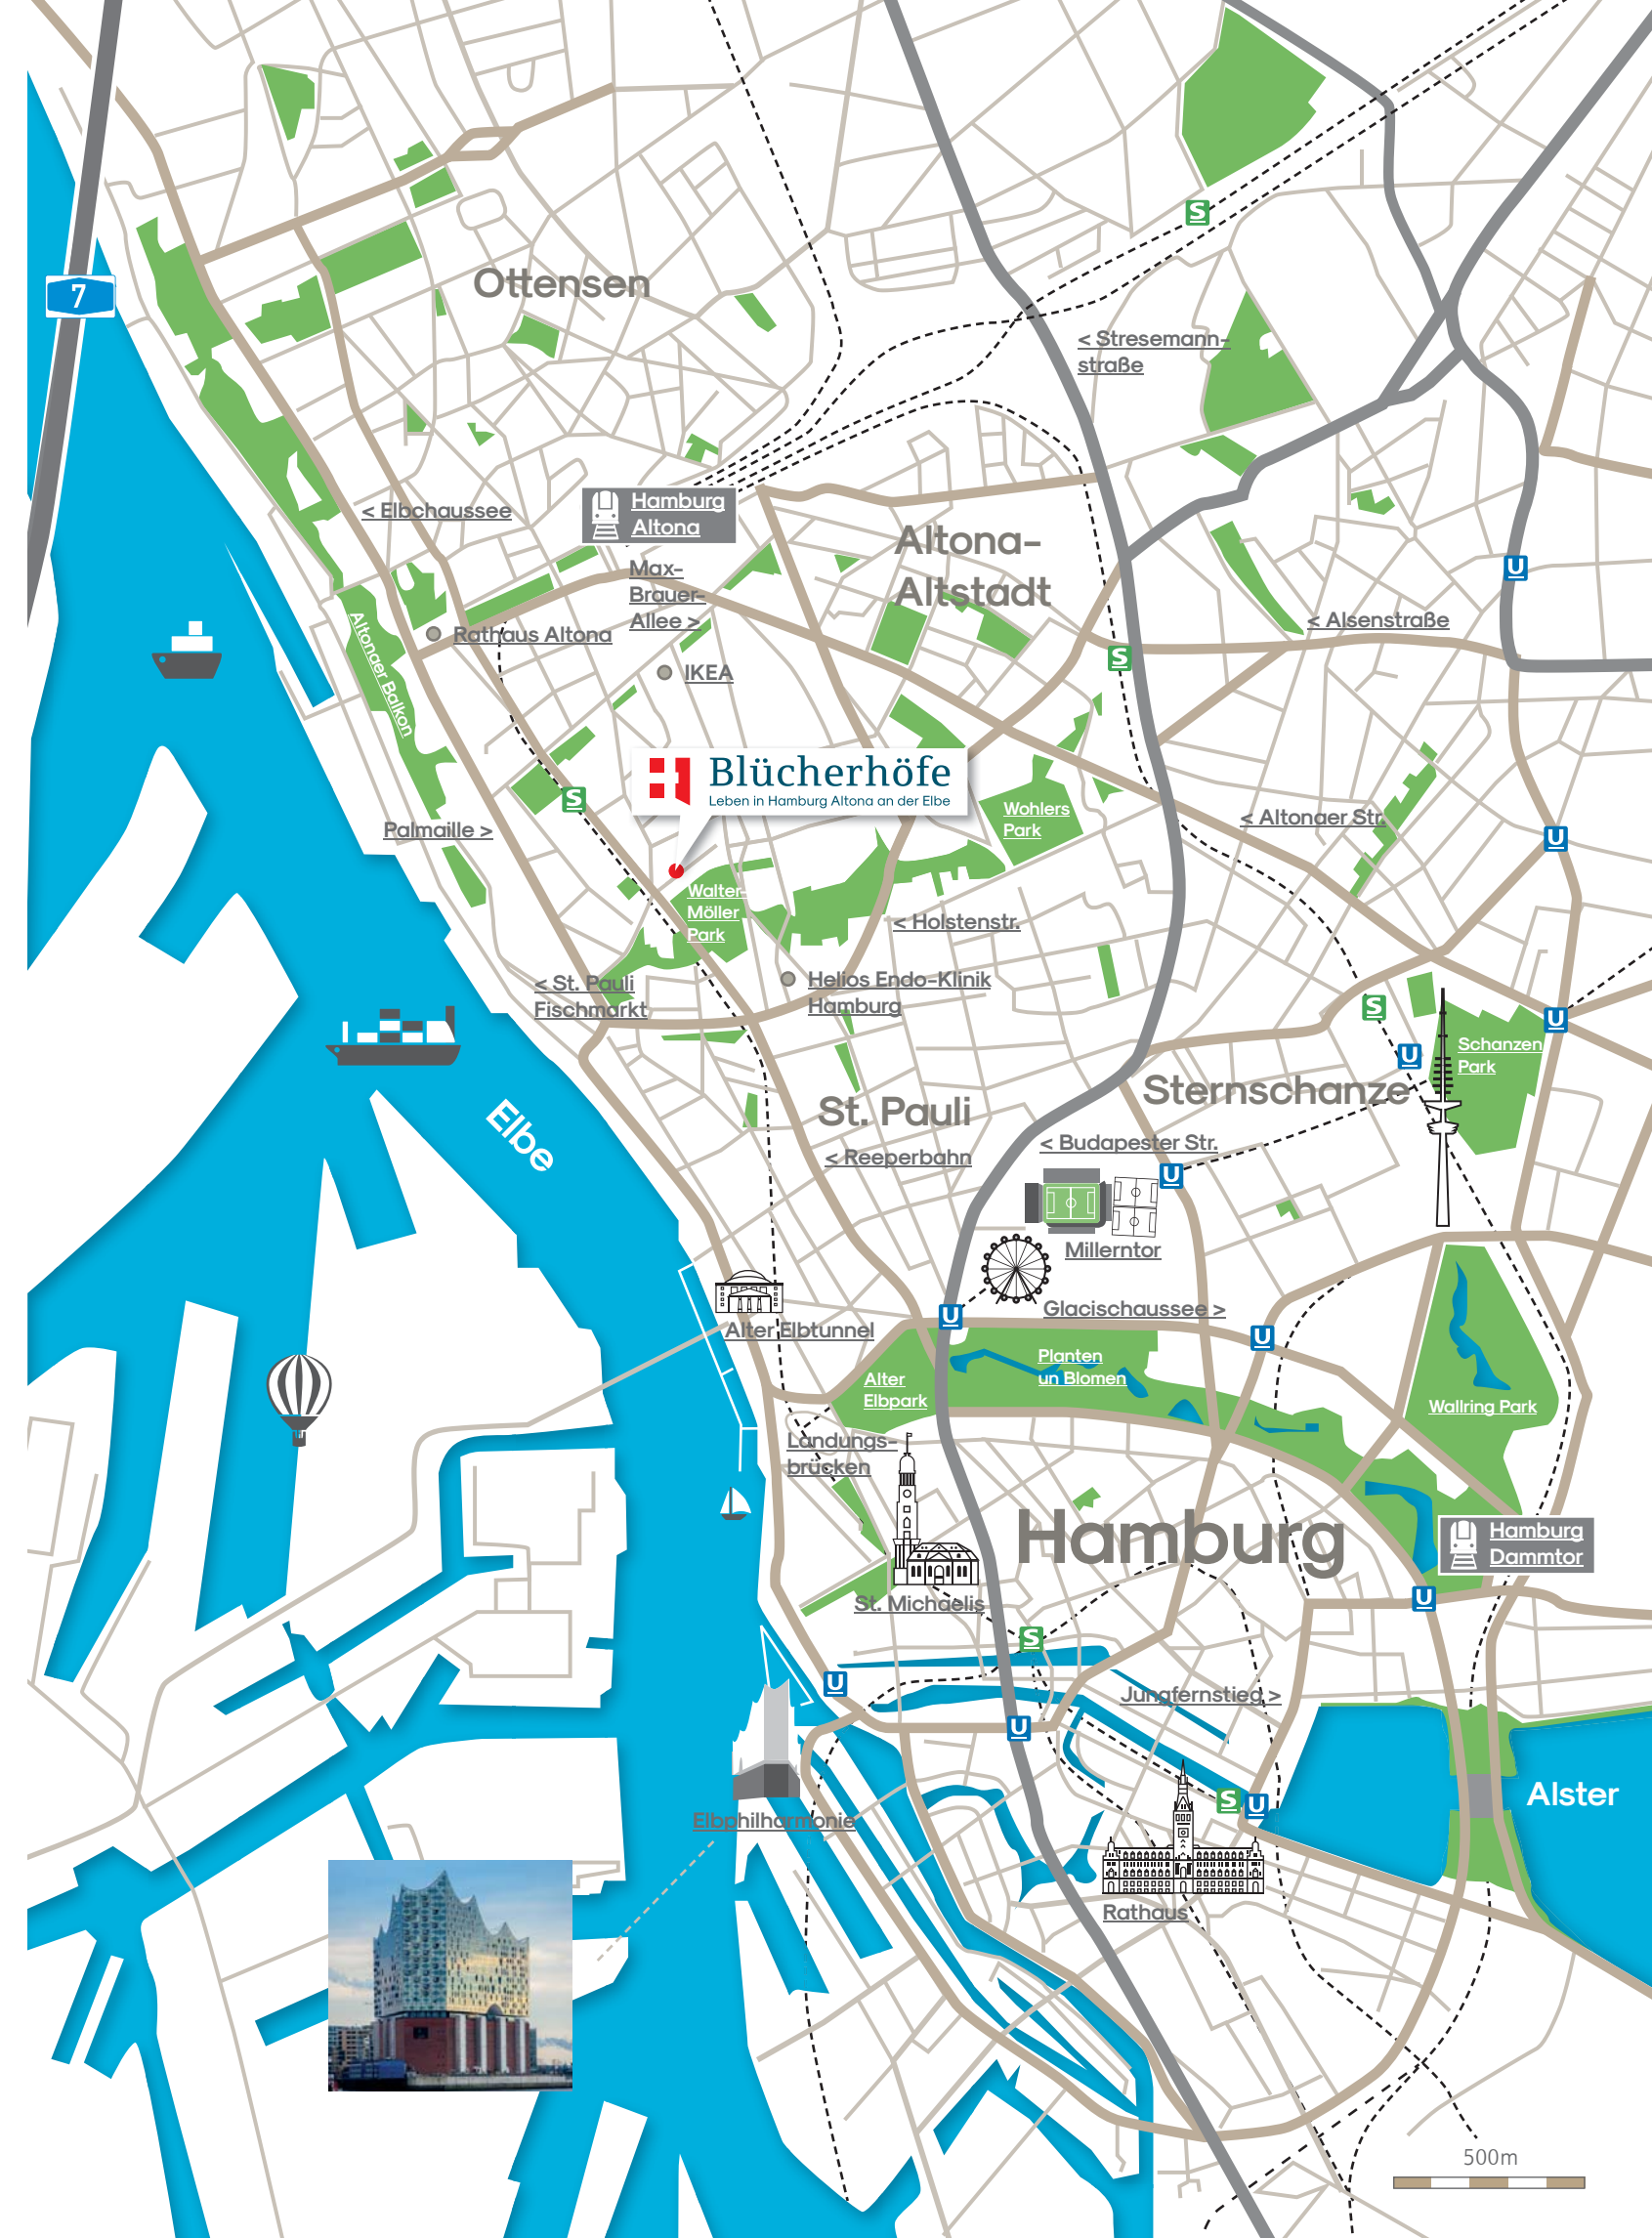 S
7
Ottensen
< Stresemann-
straße
< Elbchaussee
Hamburg
Altona
Altona-
Altstadt
U
Max-
Brauer-
Allee >
Altonaer Balkon
Rathaus Altona
< Alsenstraße
S
IKEA
Blücherhöfe
Leben in Hamburg Altona an der Elbe
S
Palmaille >
Wohlers
Park
< Altonaer Str.
U
Walter-
Möller
Park
< Holstenstr.
< St. Pauli
Fischmarkt
Helios Endo-Klinik
Hamburg
S
U
U
Schanzen
Park
Sternschanze
Elbe
St. Pauli
< Reeperbahn
< Budapester Str.
U
Millerntor
Glacischaussee >
U
U
Alter Elbtunnel
Planten
un Blomen
Alter
Elbpark
Wallring Park
Landungs-
brücken
Hamburg
Hamburg
Dammtor
St. Michaelis
U
S
U
Jungfernstieg >
U
Elbphilharmonie
S
U
Alster
Rathaus
500m